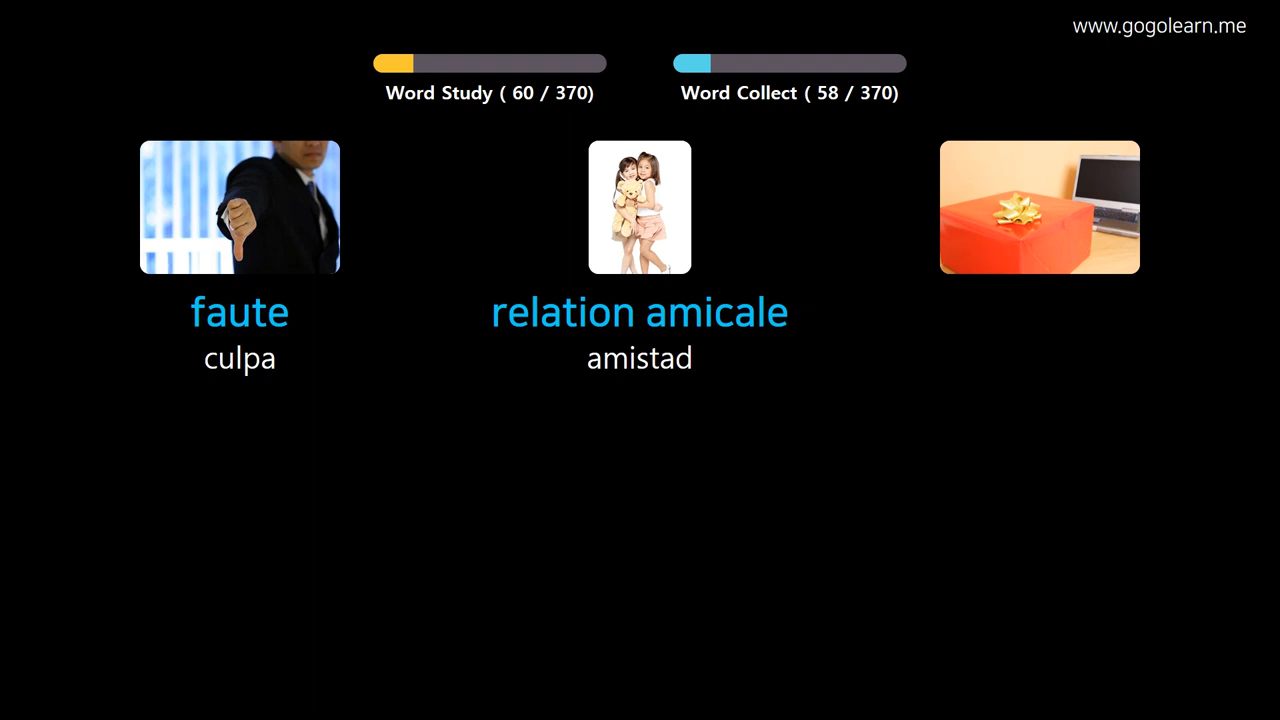 www.gogolearn.me
Word Study ( 60 / 370)
Word Collect ( 58 / 370)
faute
culpa
relation amicale
amistad